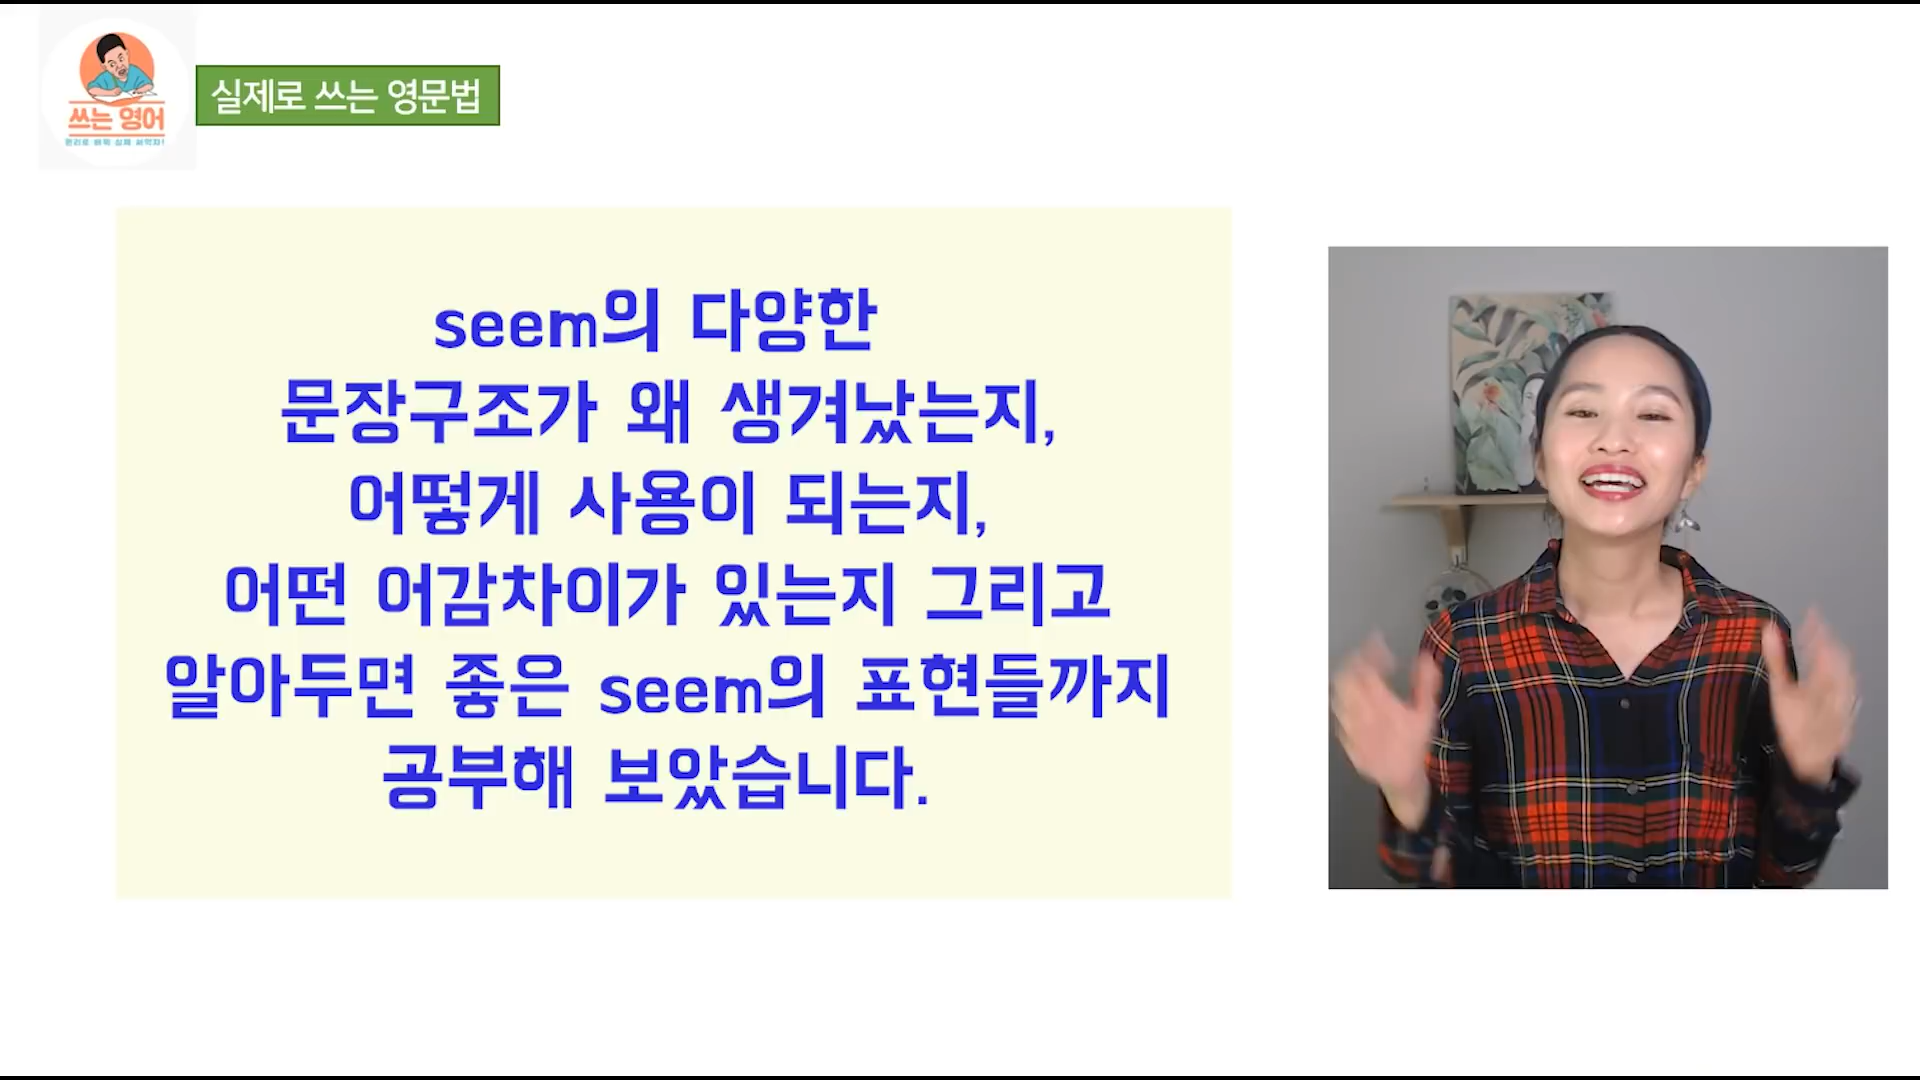 쓰는 영어
실제로 쓰는 영문법
seem의 다양한
문장구조가 왜 생겨났는지,
어떻게 사용이 되는지,
어떤 어감차이가 있는지 그리고
알아두면 좋은 seem의 표현들까지
공부해 보았습니다.